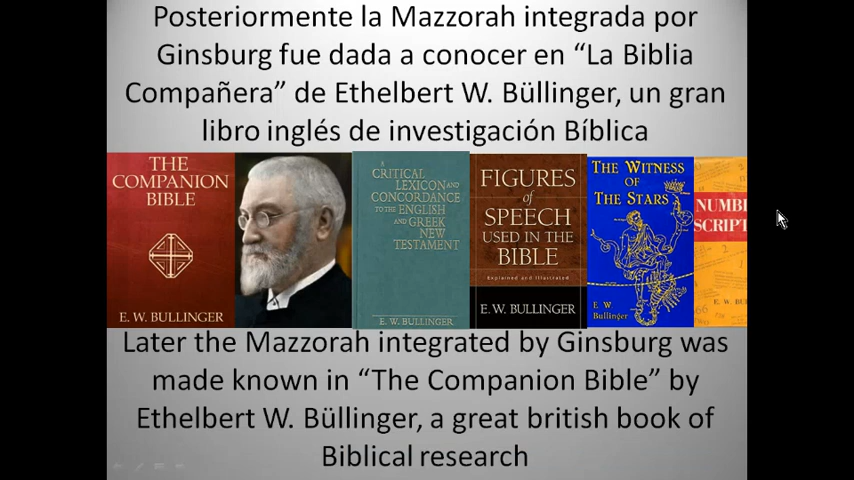 Posteriormente la Mazzorah integrada por
Ginsburg fue dada a conocer en “La Biblia
Compañera” de Ethelbert W. Büllinger, un gran
libro inglés de investigación Bíblica
THE
COMPANION
BIBLE
E. W. BULLINGER
A
CRITICAL
LEXICON AND
CONCORDANCE
TO THE ENGLISH
AND GREEK
NEW
TESTAMENT
E. W. BULLINGER
FIGURES
of
SPEECH
USED IN THE
BIBLE
Explained and Illustrated
E. W. BULLINGER
THE WITNESS
OF
THE STARS
E. W
Bullinger
Later the Mazzorah integrated by Ginsburg was
made known in “The Companion Bible” by
Ethelbert W. Büllinger, a great british book of
Biblical research